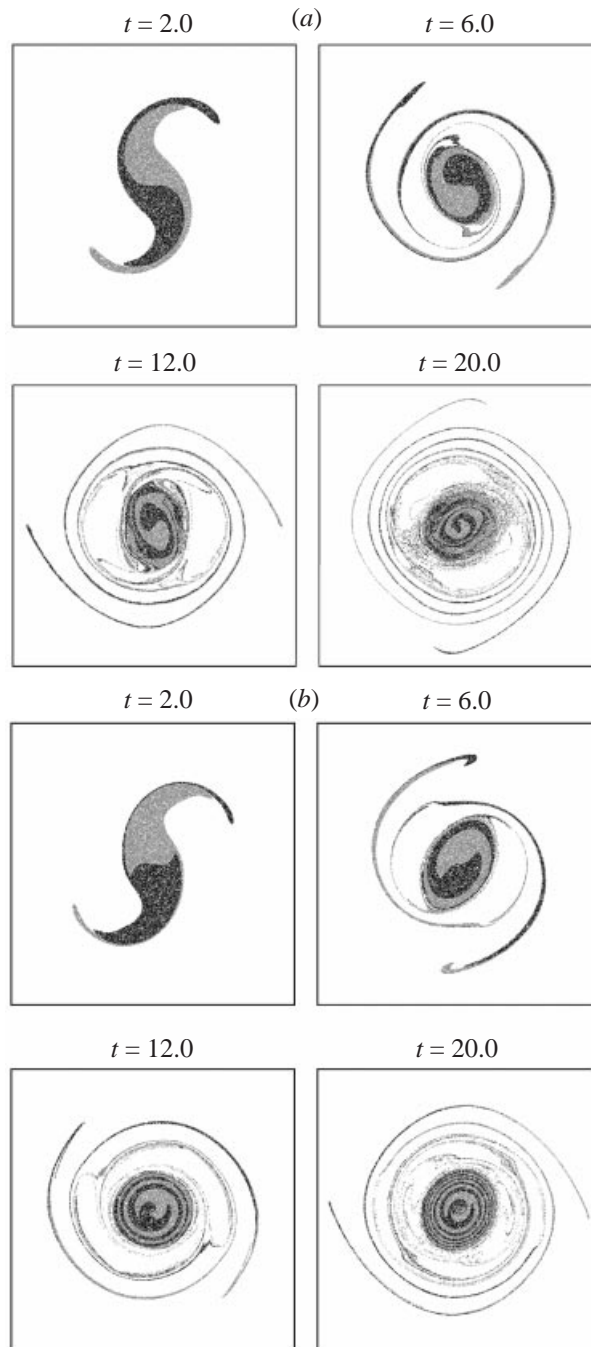 (a)
t = 2.0
t = 6.0
t = 12.0
t = 20.0
(b)
t = 2.0
t = 6.0
t = 12.0
t = 20.0